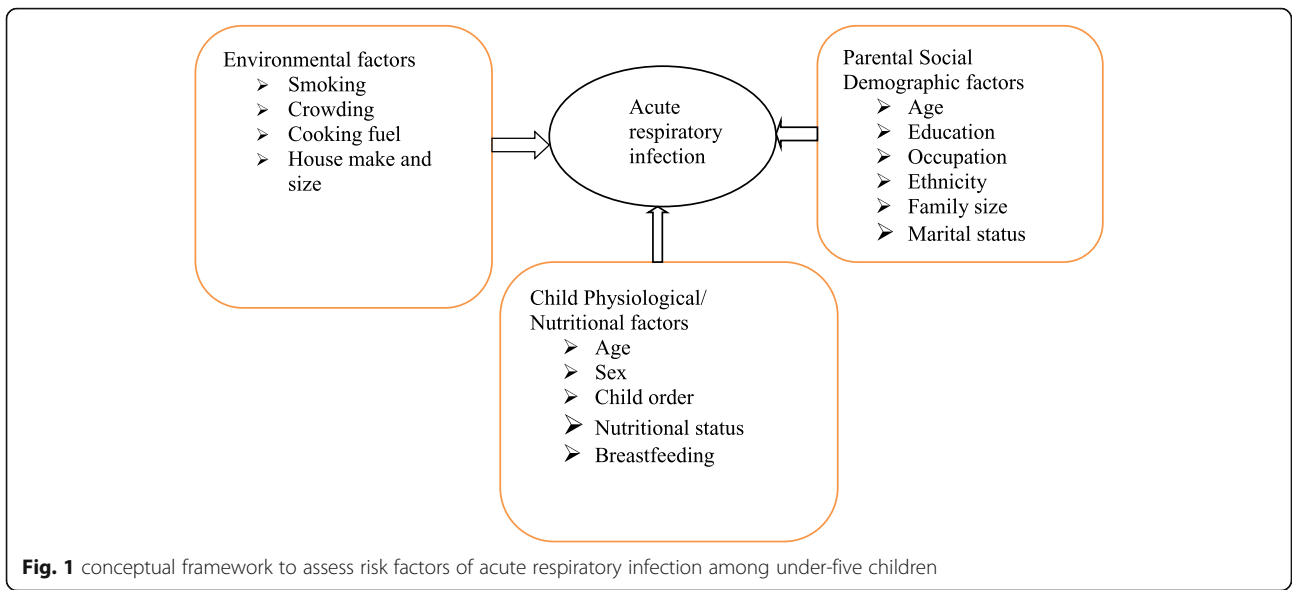 Environmental factors
➢ Smoking
➢ Crowding
➢ Cooking fuel
➢ House make and
size
Acute
respiratory
infection
Parental Social
Demographic factors
➢ Age
➢ Education
➢ Occupation
➢ Ethnicity
➢ Family size
➢ Marital status
Child Physiological/
Nutritional factors
➢ Age
➢ Sex
➢ Child order
➢ Nutritional status
➢ Breastfeeding
Fig. 1 conceptual framework to assess risk factors of acute respiratory infection among under-five children